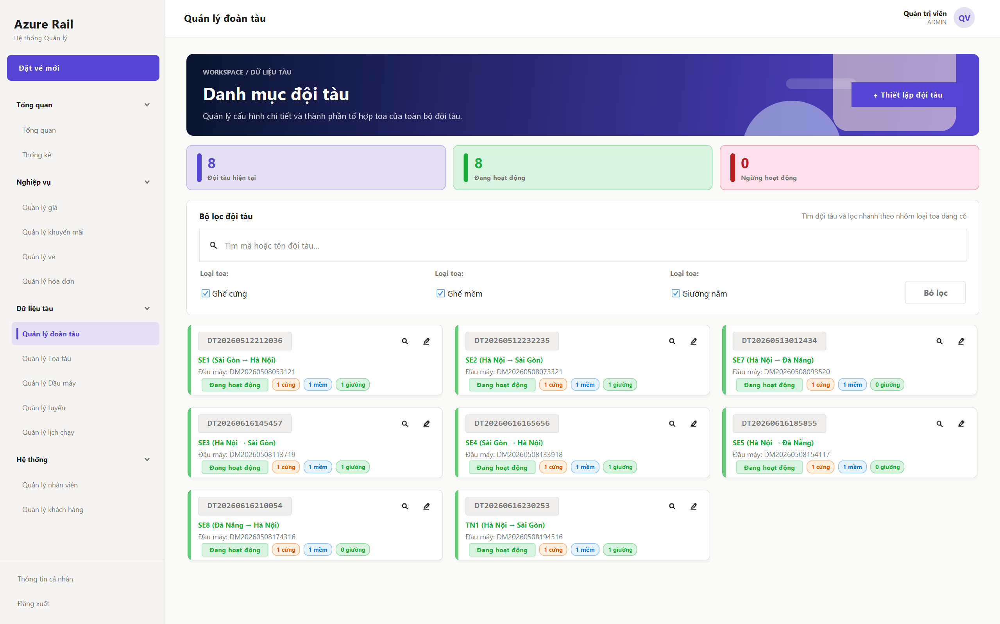 Azure Rail
Hệ thống Quản lý
Đặt vé mới
Tổng quan
Tổng quan
Thống kê
Nghiệp vụ
Quản lý giá
Quản lý khuyến mãi
Quản lý vé
Quản lý hóa đơn
Dữ liệu tàu
Quản lý đoàn tàu
Quản lý Toa tàu
Quản lý Đầu máy
Quản lý tuyến
Quản lý lịch chạy
Hệ thống
Quản lý nhân viên
Quản lý khách hàng
Thông tin cá nhân
Đăng xuất
Quản lý đoàn tàu
Quản trị viên
ADMIN
QV
WORKSPACE / DỮ LIỆU TÀU
Danh mục đội tàu
Quản lý cấu hình chi tiết và thành phần tổ hợp toa của toàn bộ đội tàu.
+ Thiết lập đội tàu
8
Đội tàu hiện tại
8
Đang hoạt động
0
Ngừng hoạt động
Bộ lọc đội tàu
Tìm đội tàu và lọc nhanh theo nhóm loại toa đang có
Tìm mã hoặc tên đội tàu...
Loại toa:
Ghế cứng
Loại toa:
Ghế mềm
Loại toa:
Giường nằm
Bỏ lọc
DT20260512212036
SE1 (Sài Gòn → Hà Nội)
Đầu máy: DM20260508053121
Đang hoạt động 1 cứng 1 mềm 1 giường
DT20260512232235
SE2 (Hà Nội → Sài Gòn)
Đầu máy: DM20260508073321
Đang hoạt động 1 cứng 1 mềm 1 giường
DT20260513012434
SE7 (Hà Nội → Đà Nẵng)
Đầu máy: DM20260508093520
Đang hoạt động 1 cứng 1 mềm 0 giường
DT20260616145457
SE3 (Hà Nội → Sài Gòn)
Đầu máy: DM20260508113719
Đang hoạt động 1 cứng 1 mềm 1 giường
DT20260616165656
SE4 (Sài Gòn → Hà Nội)
Đầu máy: DM20260508133918
Đang hoạt động 1 cứng 1 mềm 1 giường
DT20260616185855
SE5 (Hà Nội → Đà Nẵng)
Đầu máy: DM20260508154117
Đang hoạt động 1 cứng 1 mềm 0 giường
DT20260616210054
SE8 (Đà Nẵng → Hà Nội)
Đầu máy: DM20260508174316
Đang hoạt động 1 cứng 1 mềm 0 giường
DT20260616230253
TN1 (Hà Nội → Sài Gòn)
Đầu máy: DM20260508194516
Đang hoạt động 1 cứng 1 mềm 1 giường